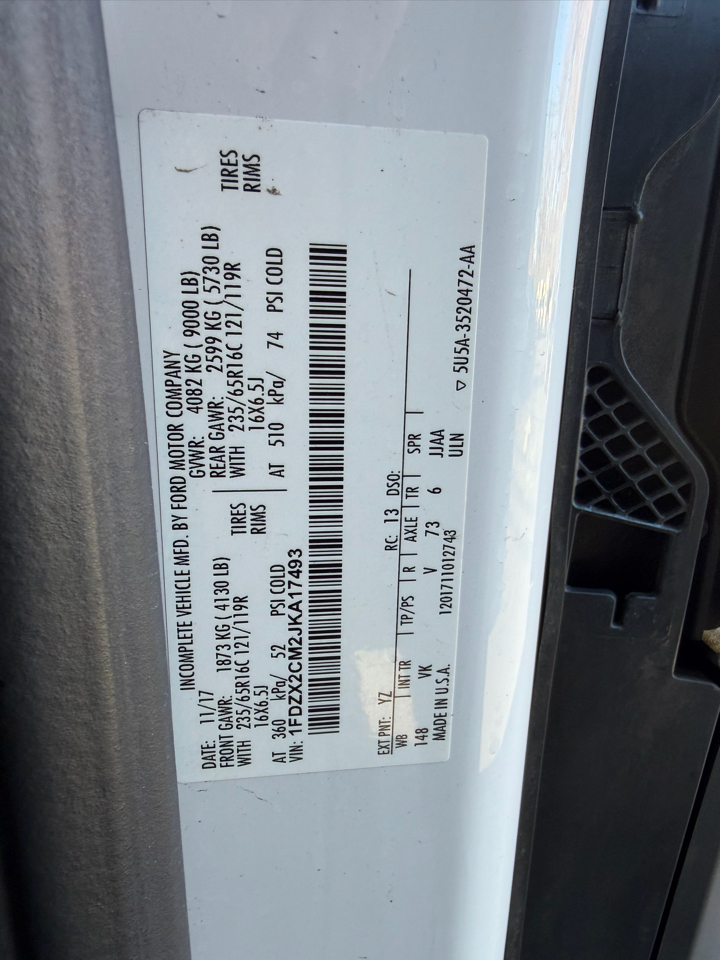 INCOMPLETE VEHICLE MFD. BY FORD MOTOR COMPANY
DATE: 11/17 GVWR: 4082 KG ( 9000 LB)
FRONT GAWR: 1873 KG ( 4130 LB) REAR GAWR: 2599 KG ( 5730 LB)
WITH 235/65R16C 121/119R TIRES WITH 235/65R16C 121/119R TIRES
16X6.5J RIMS 16X6.5J RIMS
AT 360 kPa/ 52 PSI COLD AT 510 kPa/ 74 PSI COLD
VIN: 1FDZX2CM2JKA17493
EXT PNT: YZ RC: 13 DSO:
WB INT TR TP/PS R AXLE TR SPR
148 VK V 73 6 JJAA
MADE IN U.S.A. 1201711012743 ULN
▽ 5U5A-3520472-AA